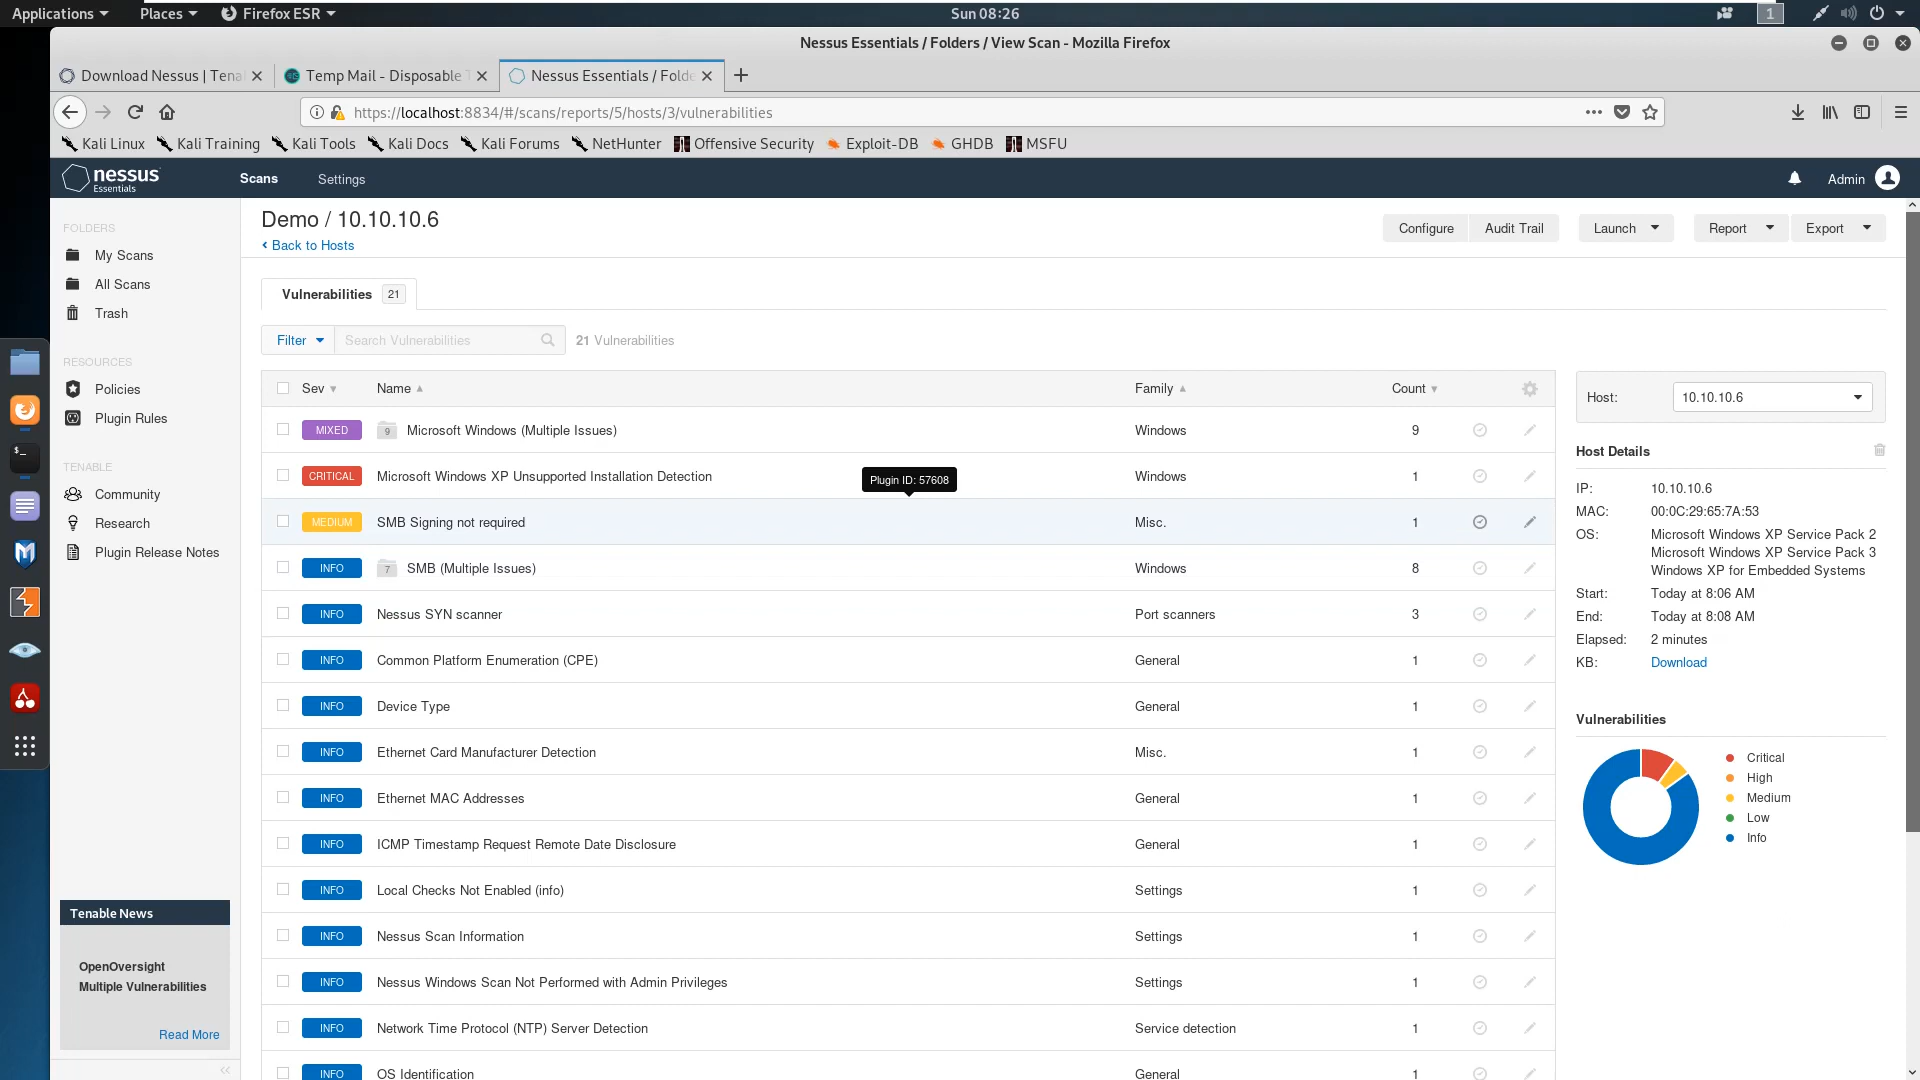 Applications Places Firefox ESR Sun 08:26 1
Nessus Essentials / Folders / View Scan - Mozilla Firefox
Download Nessus | Tena Temp Mail - Disposable T Nessus Essentials / Folde
https://localhost:8834/#/scans/reports/5/hosts/3/vulnerabilities
Kali Linux Kali Training Kali Tools Kali Docs Kali Forums NetHunter Offensive Security Exploit-DB GHDB MSFU
nessus Essentials Scans Settings Admin
FOLDERS
My Scans
All Scans
Trash
RESOURCES
Policies
Plugin Rules
TENABLE
Community
Research
Plugin Release Notes
Tenable News
OpenOversight
Multiple Vulnerabilities
Read More
Demo / 10.10.10.6
Back to Hosts
Configure Audit Trail Launch Report Export
Vulnerabilities 21
Filter Search Vulnerabilities 21 Vulnerabilities
Sev Name Family Count
MIXED 9 Microsoft Windows (Multiple Issues) Windows 9
CRITICAL Microsoft Windows XP Unsupported Installation Detection Windows 1
Plugin ID: 57608
MEDIUM SMB Signing not required Misc. 1
INFO 7 SMB (Multiple Issues) Windows 8
INFO Nessus SYN scanner Port scanners 3
INFO Common Platform Enumeration (CPE) General 1
INFO Device Type General 1
INFO Ethernet Card Manufacturer Detection Misc. 1
INFO Ethernet MAC Addresses General 1
INFO ICMP Timestamp Request Remote Date Disclosure General 1
INFO Local Checks Not Enabled (info) Settings 1
INFO Nessus Scan Information Settings 1
INFO Nessus Windows Scan Not Performed with Admin Privileges Settings 1
INFO Network Time Protocol (NTP) Server Detection Service detection 1
INFO OS Identification General 1
Host: 10.10.10.6
Host Details
IP: 10.10.10.6
MAC: 00:0C:29:65:7A:53
OS: Microsoft Windows XP Service Pack 2
Microsoft Windows XP Service Pack 3
Windows XP for Embedded Systems
Start: Today at 8:06 AM
End: Today at 8:08 AM
Elapsed: 2 minutes
KB: Download
Vulnerabilities
Critical
High
Medium
Low
Info